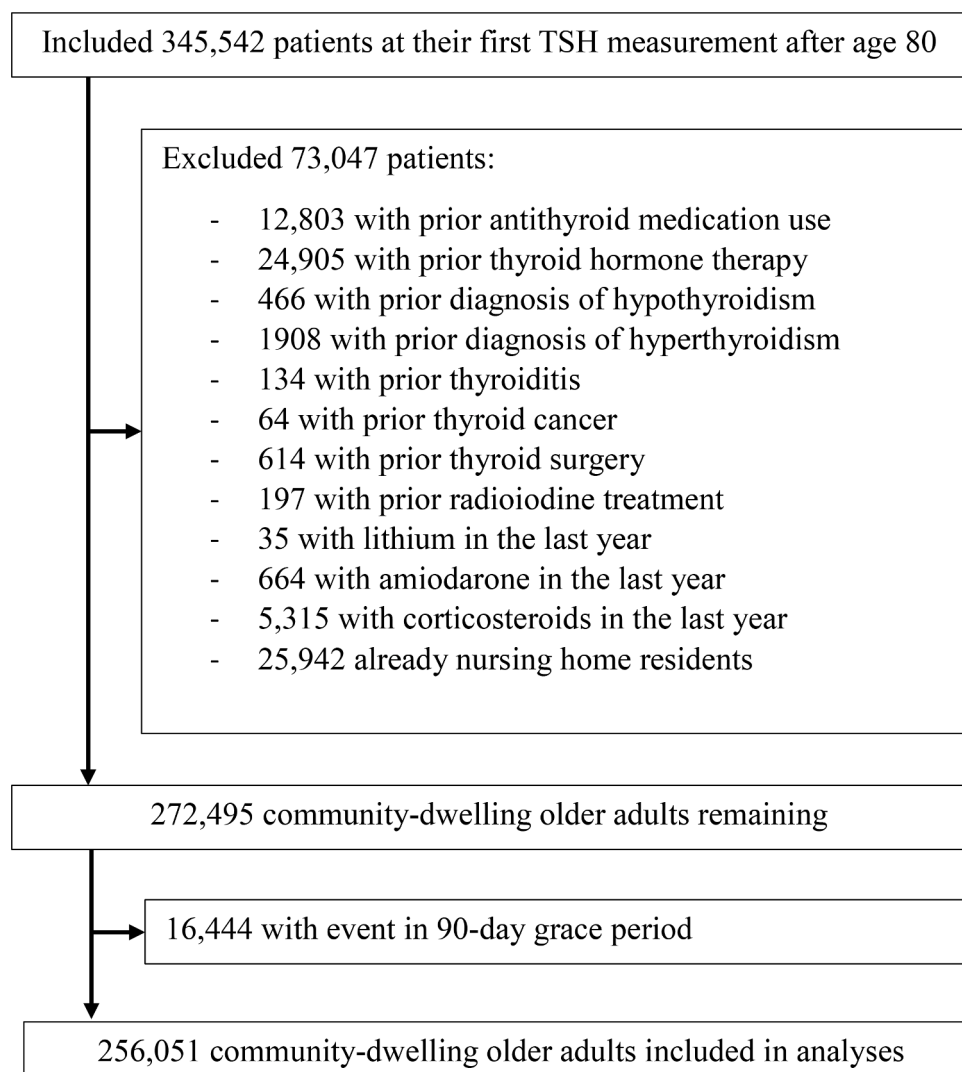 Included 345,542 patients at their first TSH measurement after age 80
Excluded 73,047 patients:
- 12,803 with prior antithyroid medication use
- 24,905 with prior thyroid hormone therapy
- 466 with prior diagnosis of hypothyroidism
- 1908 with prior diagnosis of hyperthyroidism
- 134 with prior thyroiditis
- 64 with prior thyroid cancer
- 614 with prior thyroid surgery
- 197 with prior radioiodine treatment
- 35 with lithium in the last year
- 664 with amiodarone in the last year
- 5,315 with corticosteroids in the last year
- 25,942 already nursing home residents
272,495 community-dwelling older adults remaining
16,444 with event in 90-day grace period
256,051 community-dwelling older adults included in analyses